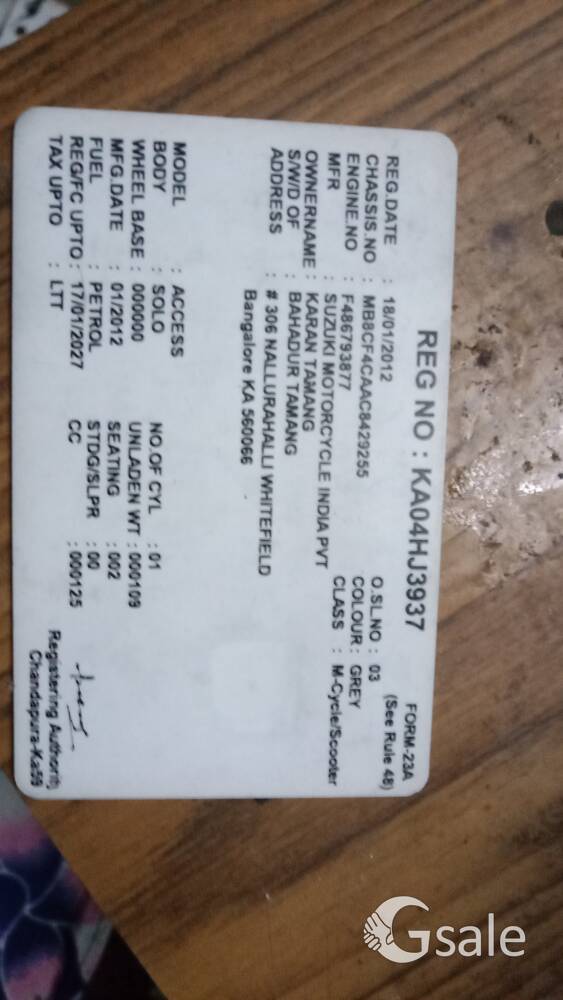 FORM-23A
(See Rule 48)
REG NO : KA04HJ3937
REG.DATE : 18/01/2012 O.SL.NO : 03
CHASSIS.NO : MB8CF4CAAC8429255 COLOUR : GREY
ENGINE.NO : F486793877 CLASS : M-Cycle/Scooter
MFR : SUZUKI MOTORCYCLE INDIA PVT
OWNERNAME : KARAN TAMANG
S/W/D OF : BAHADUR TAMANG
ADDRESS : # 306 NALLURAHALLI WHITEFIELD
Bangalore KA 560066
MODEL : ACCESS
BODY : SOLO NO.OF CYL : 01
WHEEL BASE : 000000 UNLADEN WT : 000109
MFG.DATE : 01/2012 SEATING : 002
FUEL : PETROL STDG/SLPR : 00
REG/FC UPTO : 17/01/2027 CC : 000125
TAX UPTO : LTT
Registering Authority
Chandapura-Ka59
Gsale